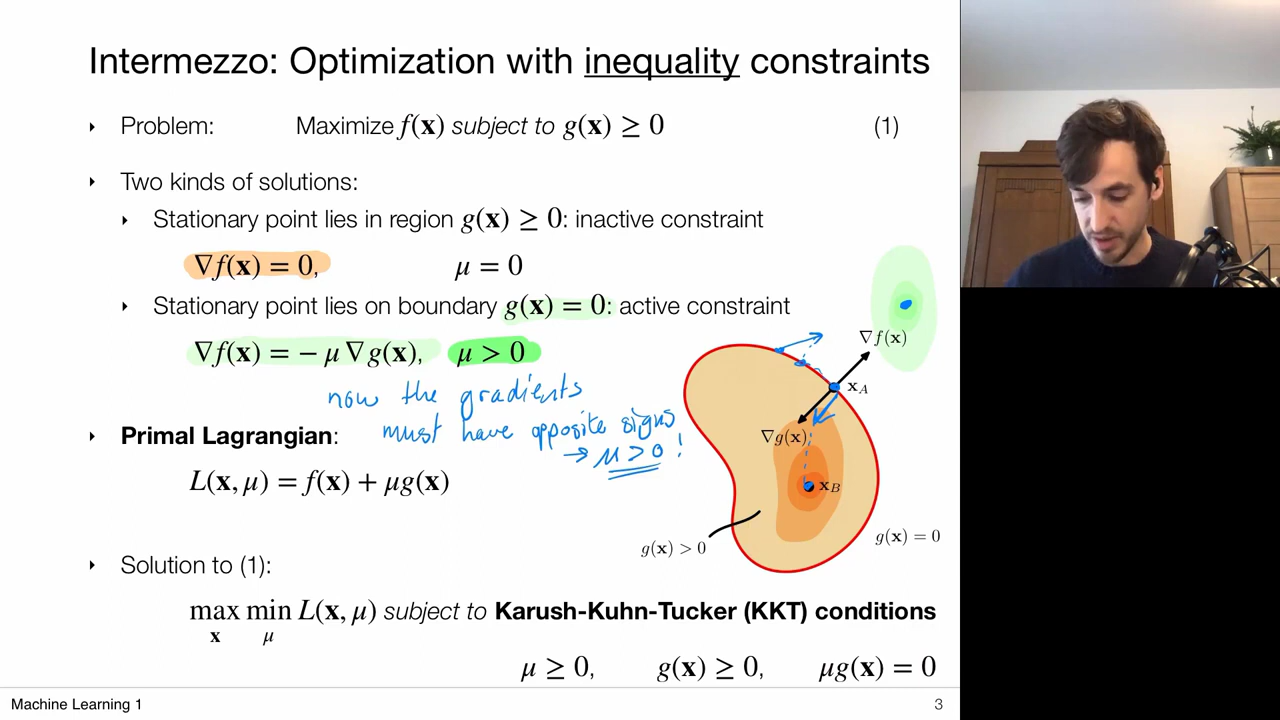 Intermezzo: Optimization with inequality constraints
‣ Problem: Maximize f(x) subject to g(x) ≥ 0 (1)
‣ Two kinds of solutions:
‣ Stationary point lies in region g(x) ≥ 0: inactive constraint
∇f(x) = 0, μ = 0
‣ Stationary point lies on boundary g(x) = 0: active constraint
∇f(x) = − μ ∇g(x), μ > 0
now the gradients
must have opposite signs
→ μ > 0 !
‣ Primal Lagrangian:
L(x, μ) = f(x) + μg(x)
∇f(x)
x_A
∇g(x)
x_B
g(x) > 0
g(x) = 0
‣ Solution to (1):
max min L(x, μ) subject to Karush-Kuhn-Tucker (KKT) conditions
x μ
μ ≥ 0, g(x) ≥ 0, μg(x) = 0
Machine Learning 1 3